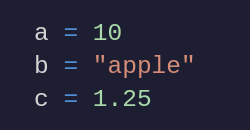 a = 10
b = "apple"
c = 1.25